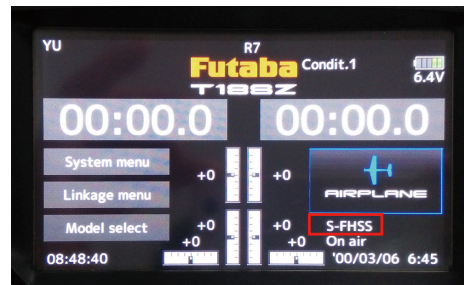 YU
R7
Futaba
T18SZ
Condit.1
6.4V
00:00.0
00:00.0
System menu
Linkage menu
Model select
+0
+0
+0
+0
+0
+0
AIRPLANE
S-FHSS
On air
08:48:40
'00/03/06 6:45